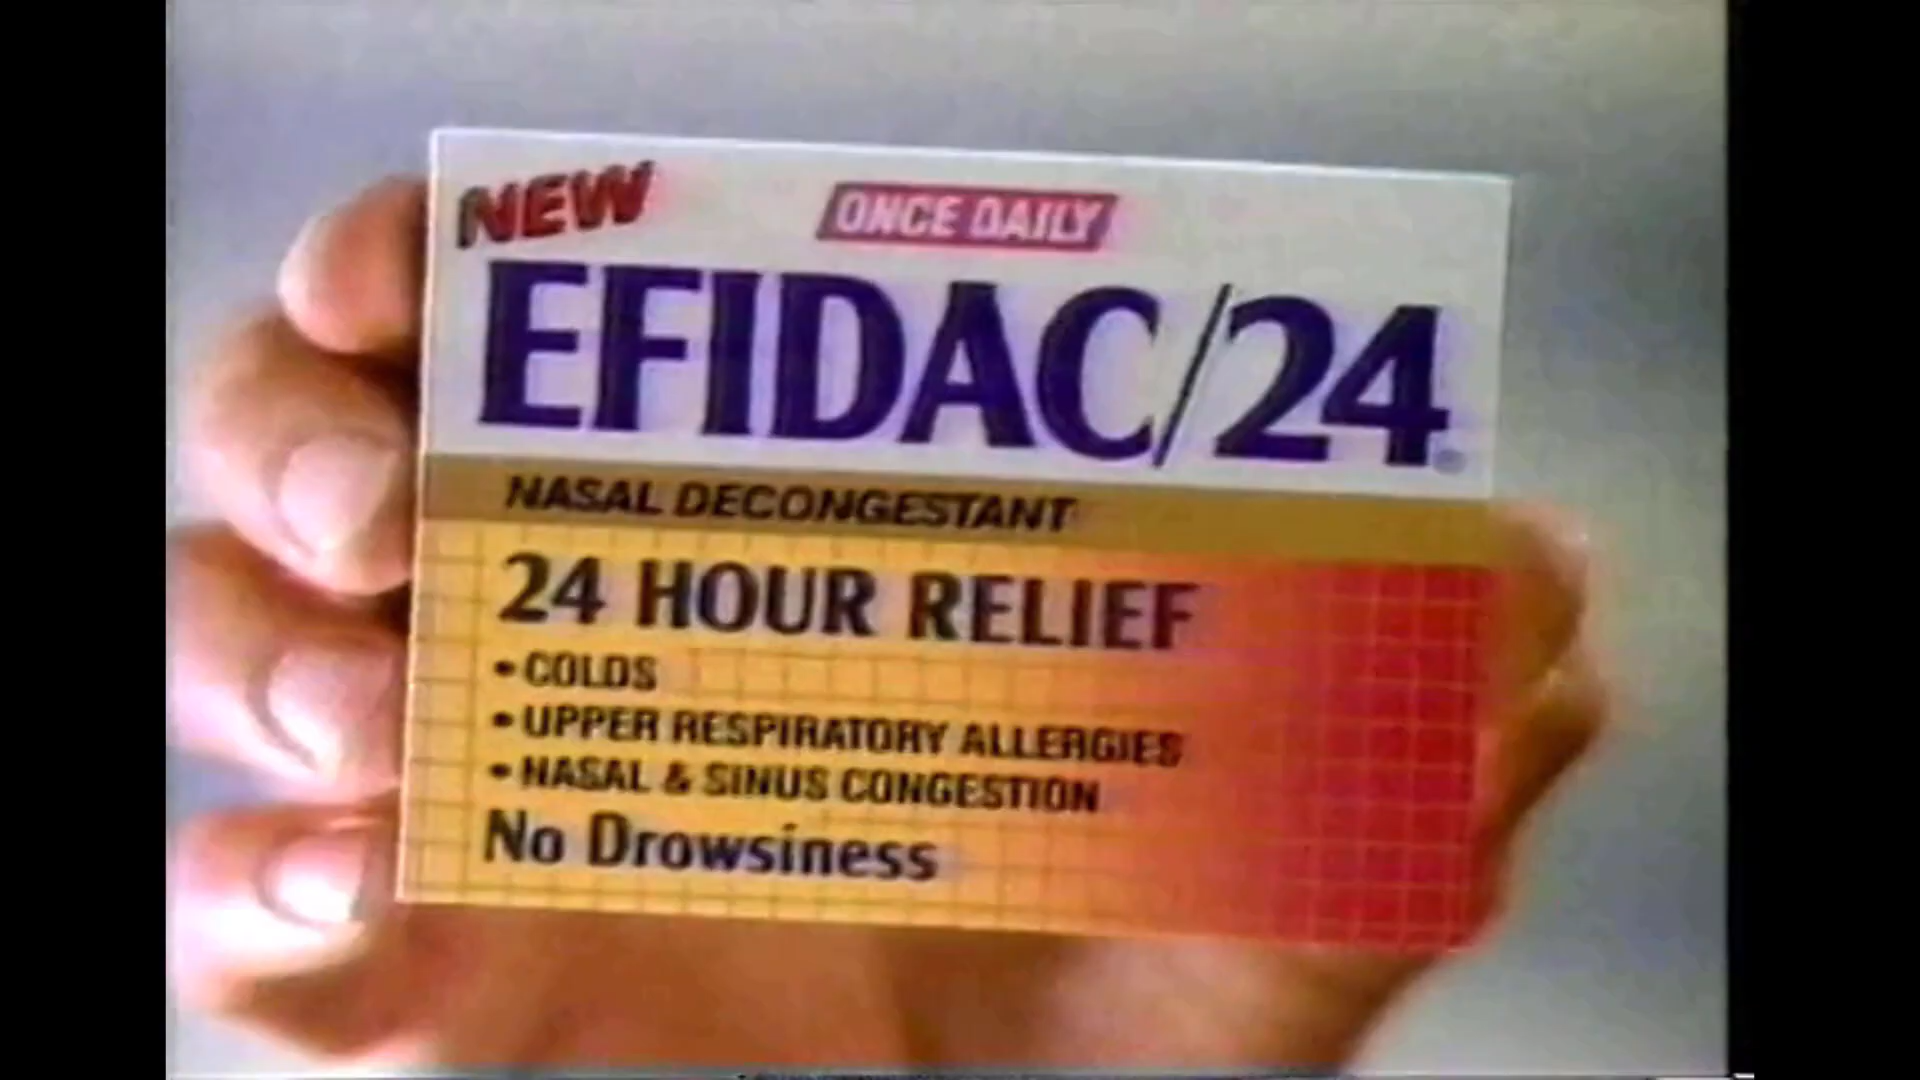 NEW
ONCE DAILY
EFIDAC/24®
NASAL DECONGESTANT
24 HOUR RELIEF
• COLDS
• UPPER RESPIRATORY ALLERGIES
• NASAL & SINUS CONGESTION
No Drowsiness